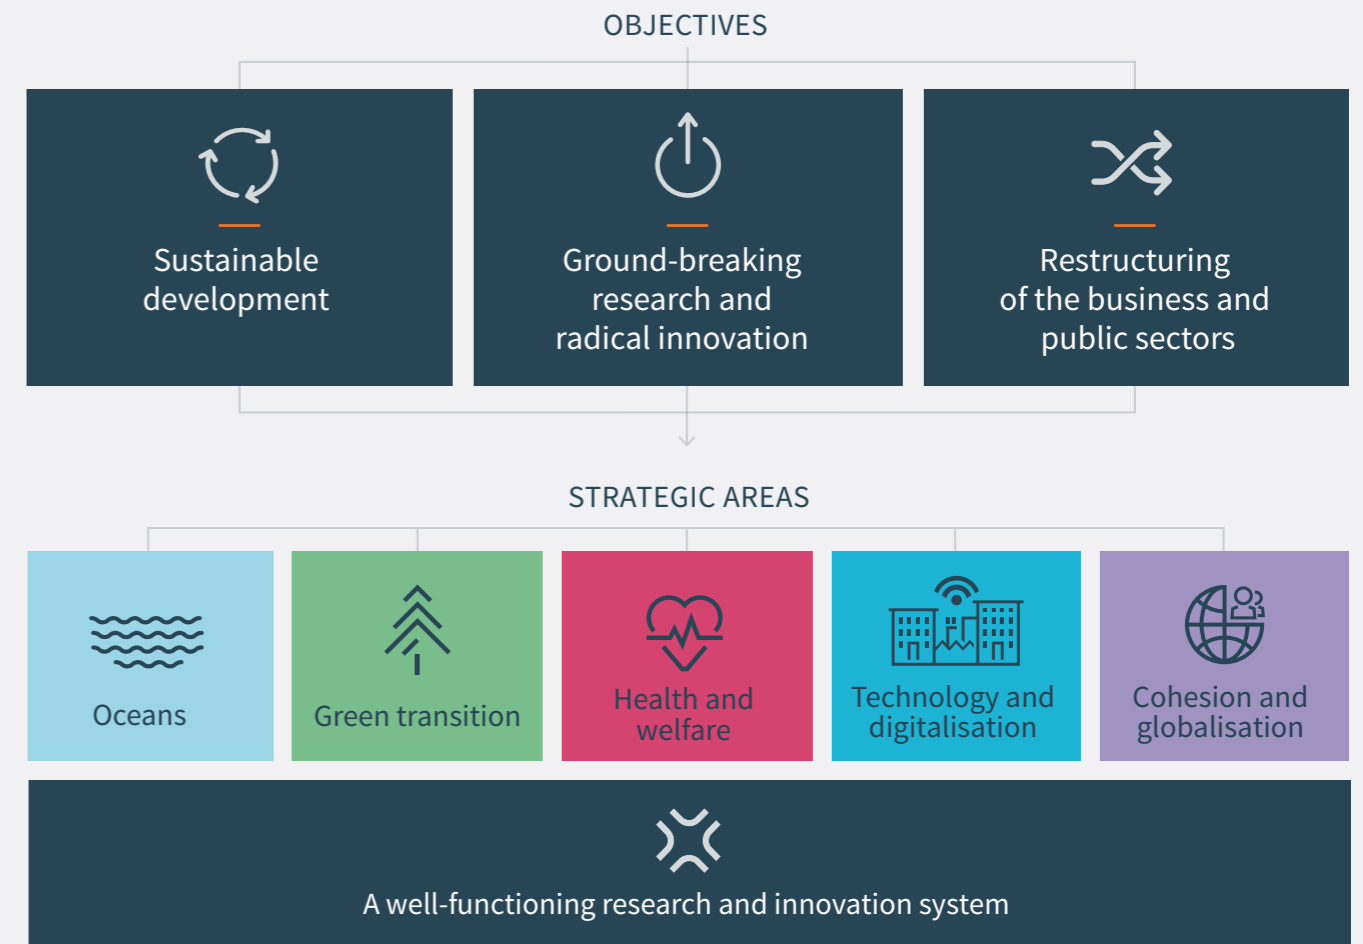 OBJECTIVES
Sustainable
development
Ground-breaking
research and
radical innovation
Restructuring
of the business and
public sectors
STRATEGIC AREAS
Oceans
Green transition
Health and
welfare
Technology and
digitalisation
Cohesion and
globalisation
A well-functioning research and innovation system